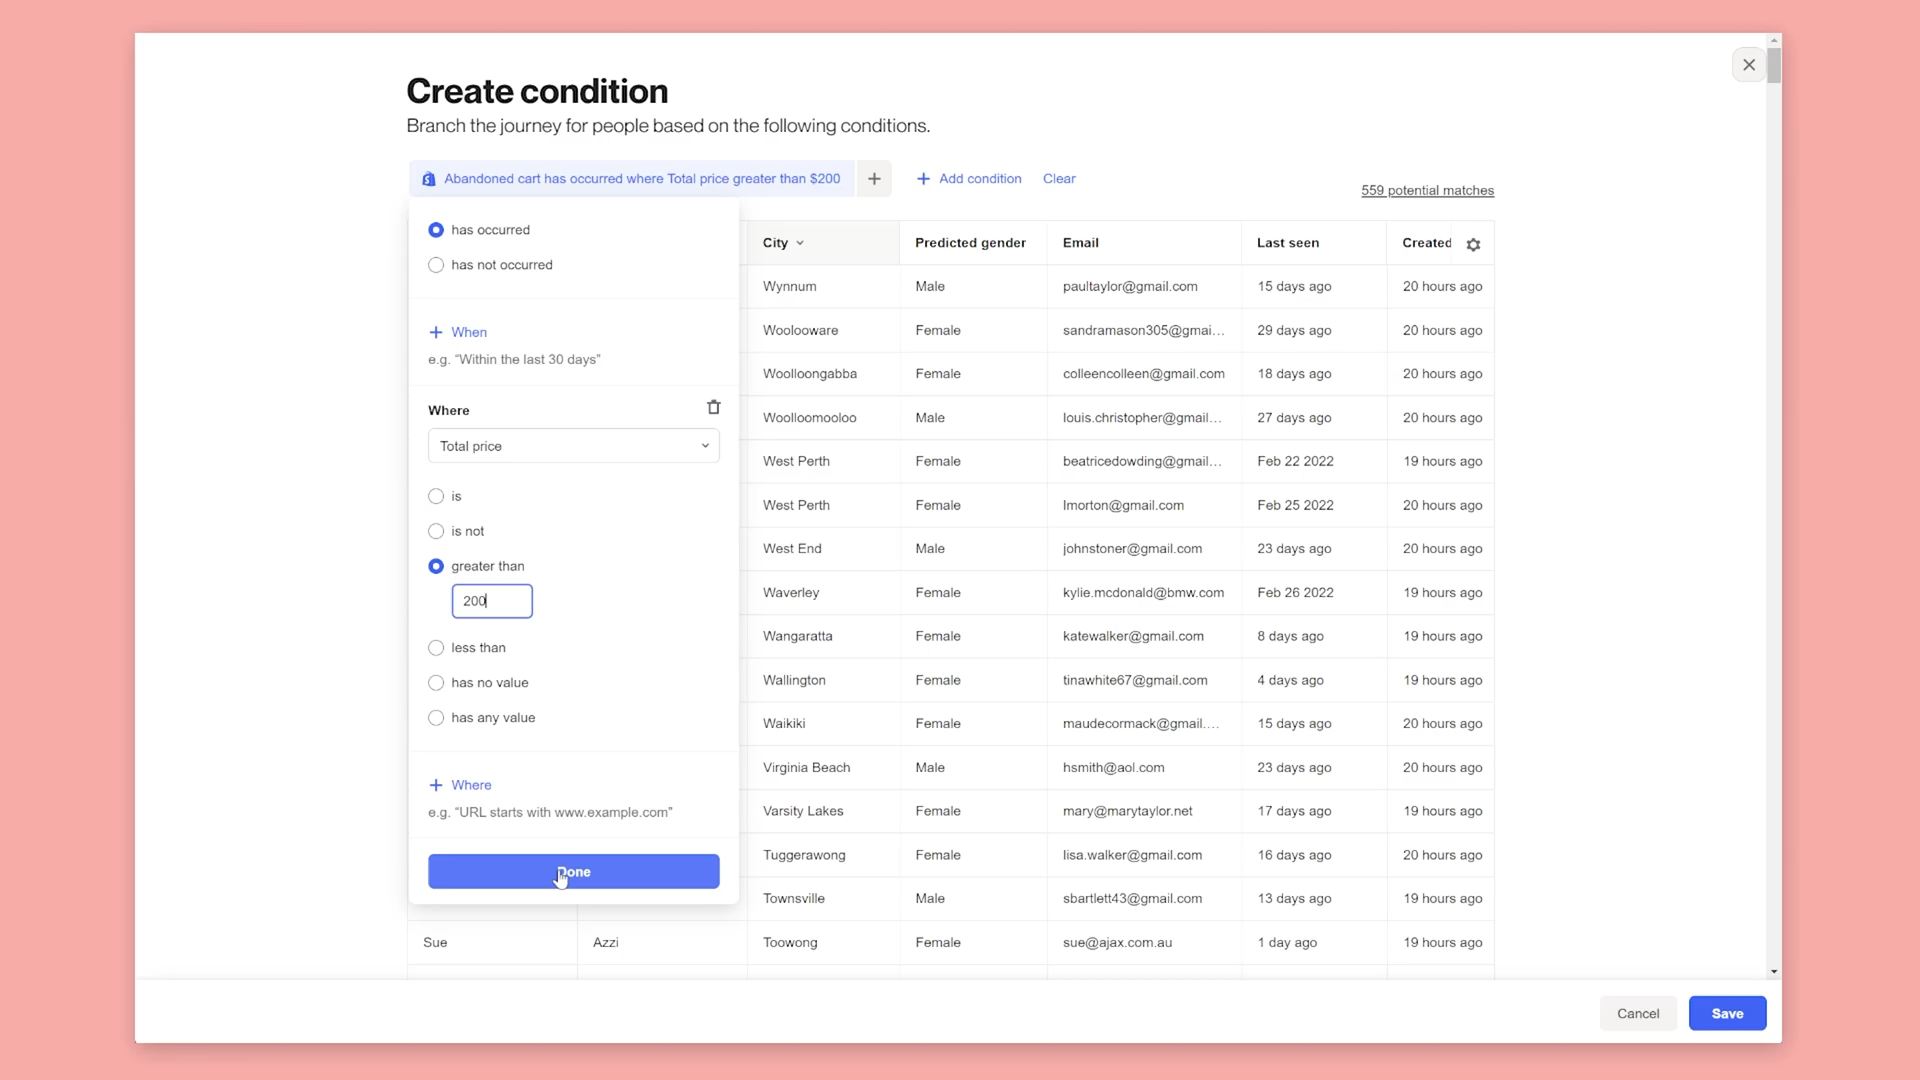 Create condition
Branch the journey for people based on the following conditions.
Abandoned cart has occurred where Total price greater than $200
Add condition
Clear
559 potential matches
has occurred
has not occurred
When
e.g. “Within the last 30 days”
Where
Total price
is
is not
greater than
200
less than
has no value
has any value
Where
e.g. “URL starts with www.example.com”
Done
City Predicted gender Email Last seen Created
Wynnum Male paultaylor@gmail.com 15 days ago 20 hours ago
Woolooware Female sandramason305@gmai... 29 days ago 20 hours ago
Woolloongabba Female colleencolleen@gmail.com 18 days ago 20 hours ago
Woolloomooloo Male louis.christopher@gmail... 27 days ago 20 hours ago
West Perth Female beatricedowding@gmail... Feb 22 2022 19 hours ago
West Perth Female lmorton@gmail.com Feb 25 2022 20 hours ago
West End Male johnstoner@gmail.com 23 days ago 20 hours ago
Waverley Female kylie.mcdonald@bmw.com Feb 26 2022 19 hours ago
Wangaratta Female katewalker@gmail.com 8 days ago 19 hours ago
Wallington Female tinawhite67@gmail.com 4 days ago 19 hours ago
Waikiki Female maudecormack@gmail.... 15 days ago 20 hours ago
Virginia Beach Male hsmith@aol.com 23 days ago 20 hours ago
Varsity Lakes Female mary@marytaylor.net 17 days ago 19 hours ago
Tuggerawong Female lisa.walker@gmail.com 16 days ago 20 hours ago
Townsville Male sbartlett43@gmail.com 13 days ago 19 hours ago
Sue Azzi Toowong Female sue@ajax.com.au 1 day ago 19 hours ago
Cancel
Save